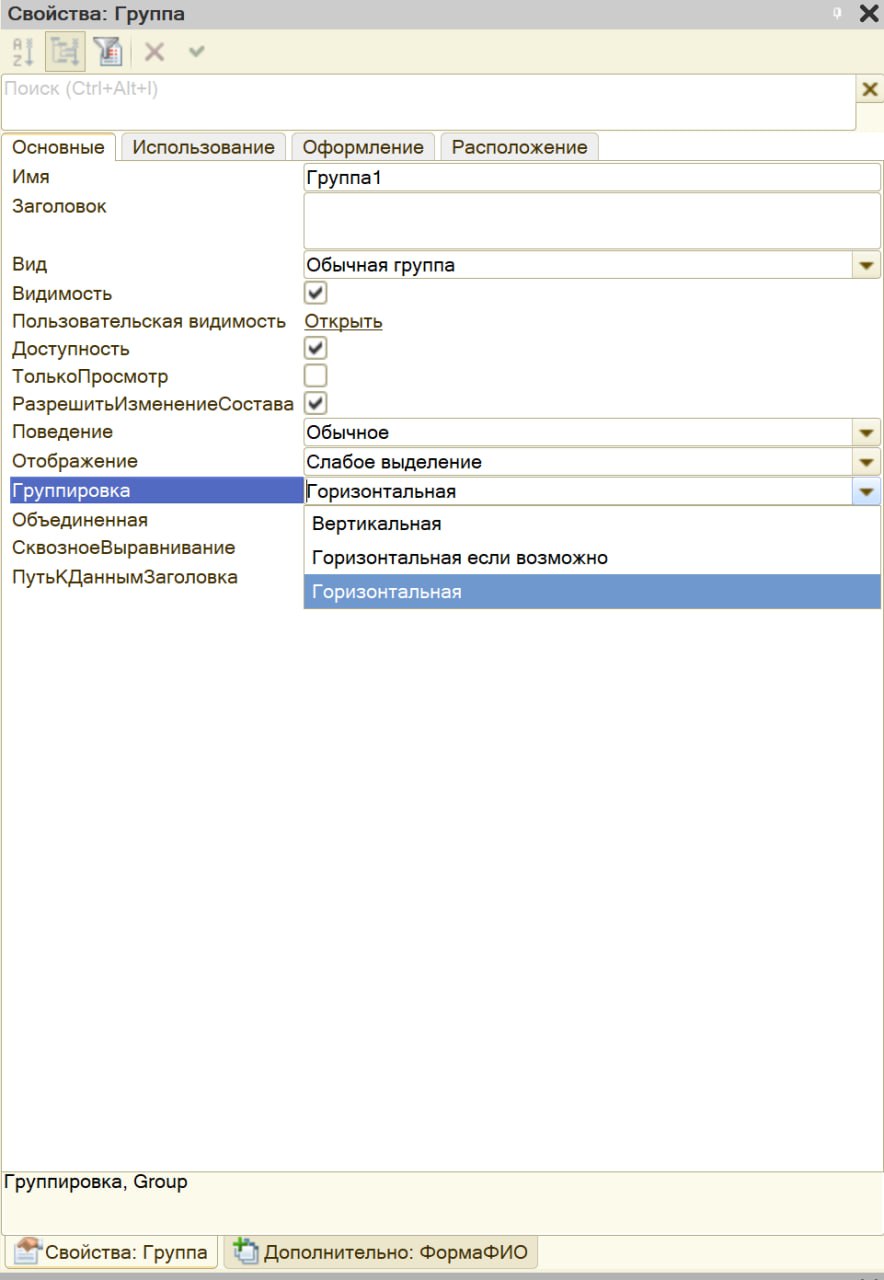 Свойства: Группа
Поиск (Ctrl+Alt+I)
Основные Использование Оформление Расположение
Имя Группа1
Заголовок
Вид Обычная группа
Видимость
Пользовательская видимость Открыть
Доступность
ТолькоПросмотр
РазрешитьИзменениеСостава
Поведение Обычное
Отображение Слабое выделение
Группировка Горизонтальная
Объединенная Вертикальная
СквозноеВыравнивание Горизонтальная если возможно
ПутьКДаннымЗаголовка Горизонтальная
Группировка, Group
Свойства: Группа Дополнительно: ФормаФИО